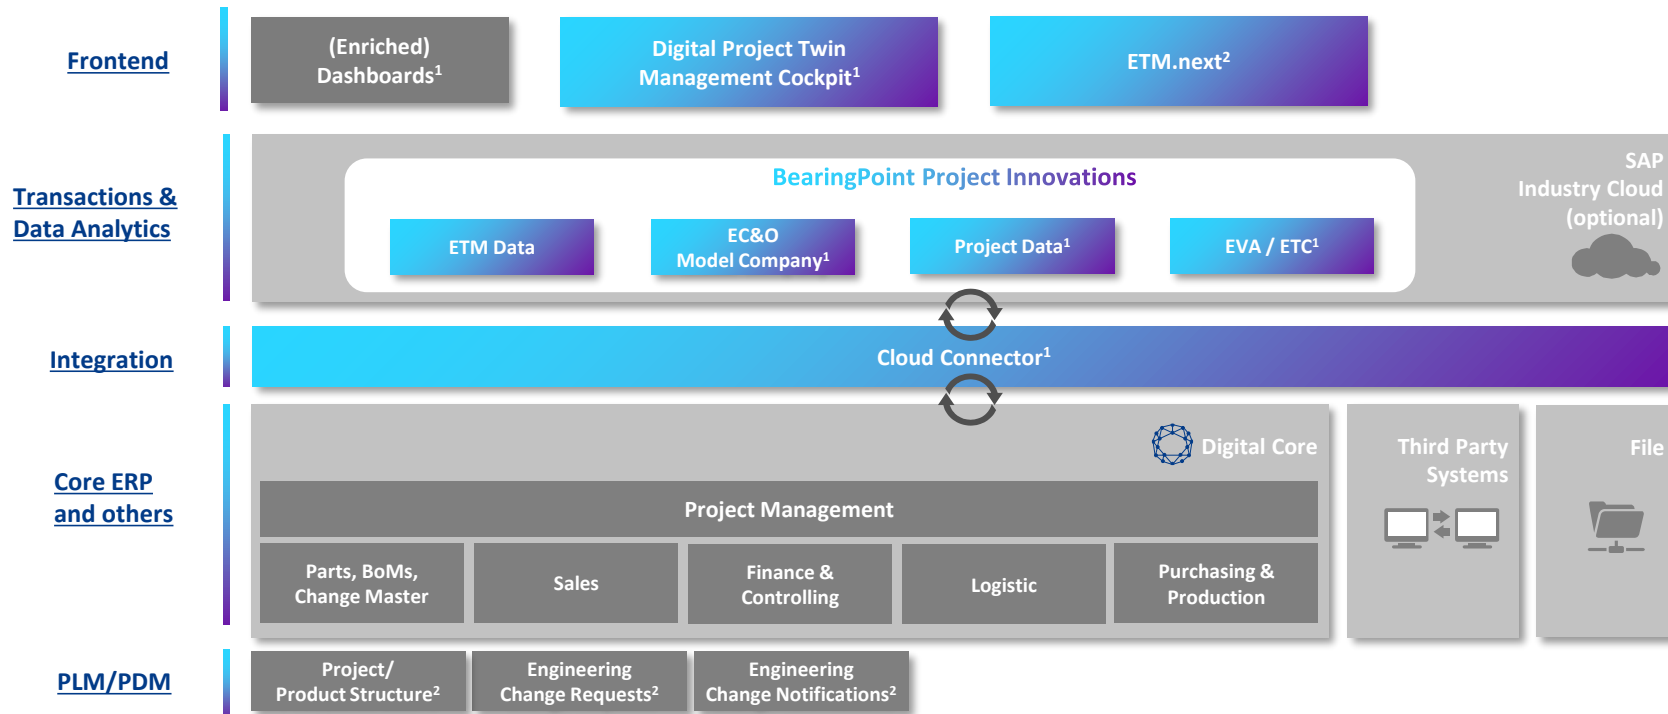 Frontend
(Enriched)
Dashboards¹
Digital Project Twin
Management Cockpit¹
ETM.next²
Transactions &
Data Analytics
BearingPoint Project Innovations
ETM Data
EC&O
Model Company¹
Project Data¹
EVA / ETC¹
SAP
Industry Cloud
(optional)
Integration
Cloud Connector¹
Core ERP
and others
Digital Core
Project Management
Parts, BoMs,
Change Master
Sales
Finance &
Controlling
Logistic
Purchasing &
Production
Third Party
Systems
File
PLM/PDM
Project/
Product Structure²
Engineering
Change Requests²
Engineering
Change Notifications²